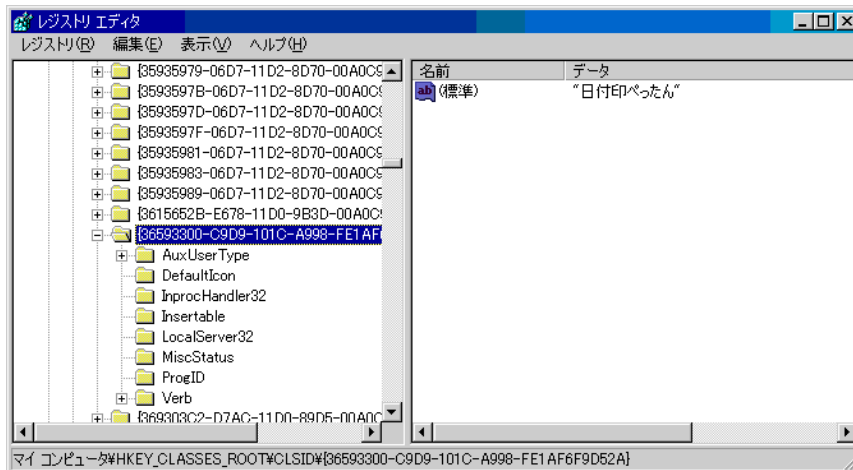 レジストリ エディタ
レジストリ(R) 編集(E) 表示(V) ヘルプ(H)
{35935979-06D7-11D2-8D70-00A0C9
{3593597B-06D7-11D2-8D70-00A0C9
{3593597D-06D7-11D2-8D70-00A0C9
{3593597F-06D7-11D2-8D70-00A0C9
{35935981-06D7-11D2-8D70-00A0C9
{35935983-06D7-11D2-8D70-00A0C9
{35935989-06D7-11D2-8D70-00A0C9
{3615652B-E678-11D0-9B3D-00A0C9
{36593300-C9D9-101C-A998-FE1AF6
AuxUserType
DefaultIcon
InprocHandler32
Insertable
LocalServer32
MiscStatus
ProgID
Verb
{369303C2-D7AC-11D0-89D5-00A0C
名前 データ
ab (標準) "日付印ぺったん"
マイ コンピュータ¥HKEY_CLASSES_ROOT¥CLSID¥{36593300-C9D9-101C-A998-FE1AF6F9D52A}